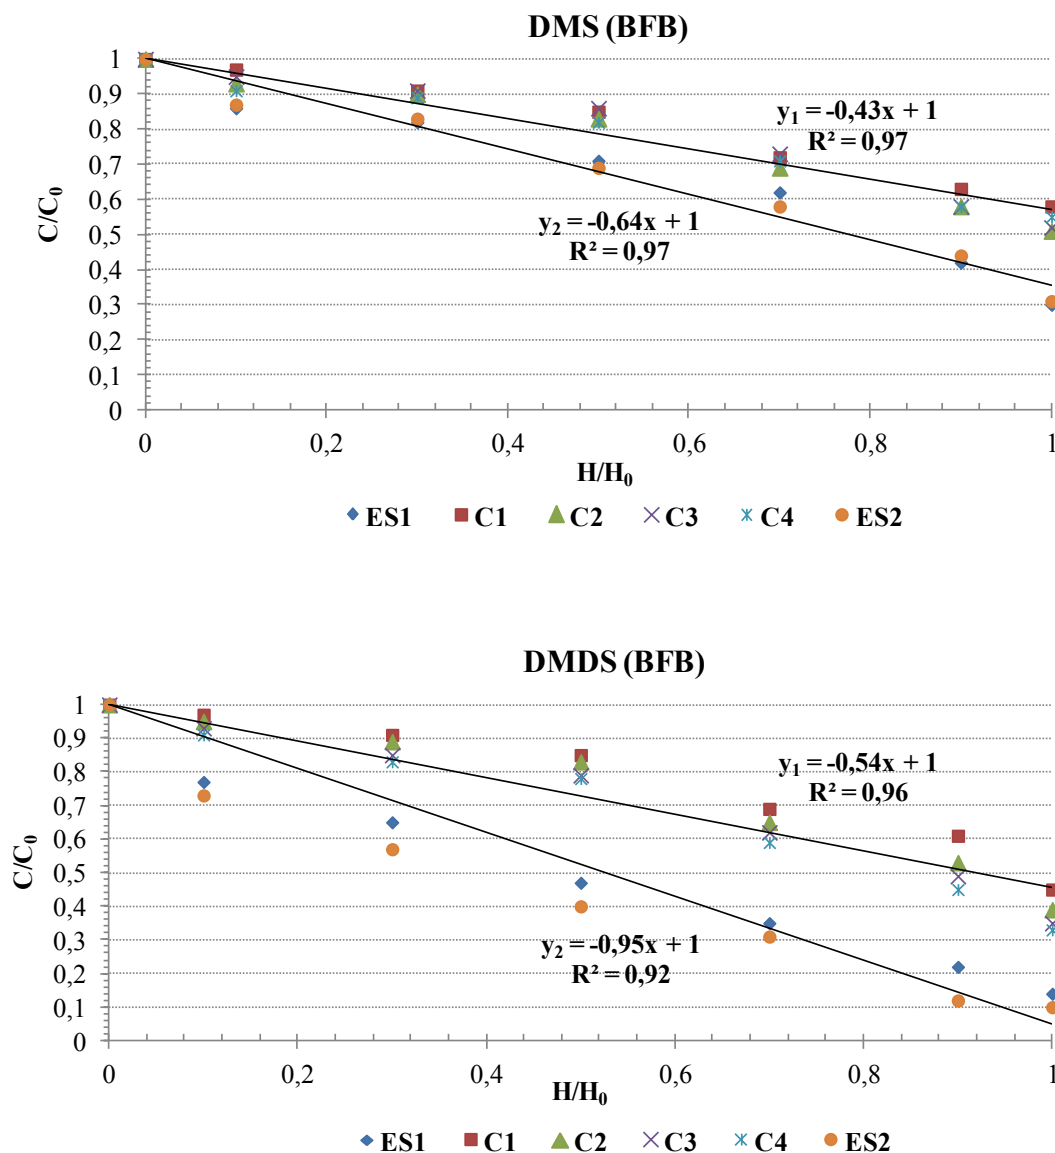 DMS (BFB)
1
0,9
0,8
0,7
0,6
0,5
0,4
0,3
0,2
0,1
0
C/C₀
y₁ = -0,43x + 1
R² = 0,97
y₂ = -0,64x + 1
R² = 0,97
0 0,2 0,4 0,6 0,8 1
H/H₀
ES1 C1 C2 C3 C4 ES2
DMDS (BFB)
1
0,9
0,8
0,7
0,6
0,5
0,4
0,3
0,2
0,1
0
C/C₀
y₁ = -0,54x + 1
R² = 0,96
y₂ = -0,95x + 1
R² = 0,92
0 0,2 0,4 0,6 0,8 1
H/H₀
ES1 C1 C2 C3 C4 ES2